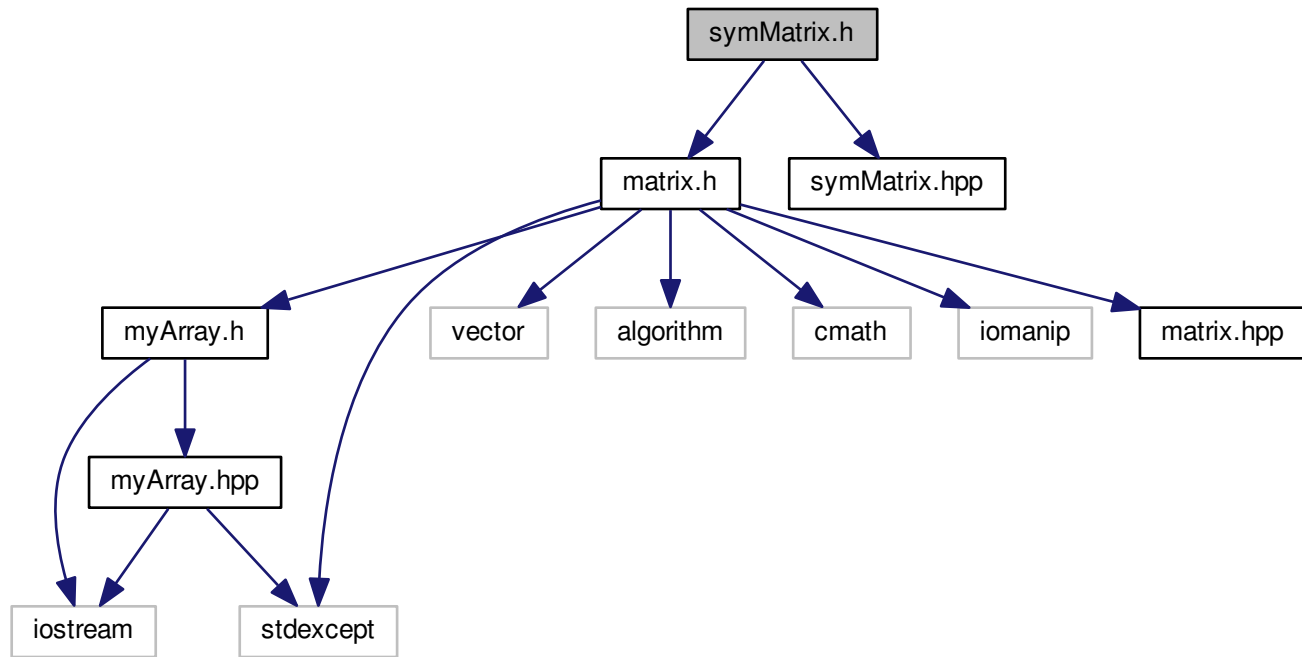 symMatrix.h
matrix.h
symMatrix.hpp
myArray.h
vector
algorithm
cmath
iomanip
matrix.hpp
myArray.hpp
iostream
stdexcept